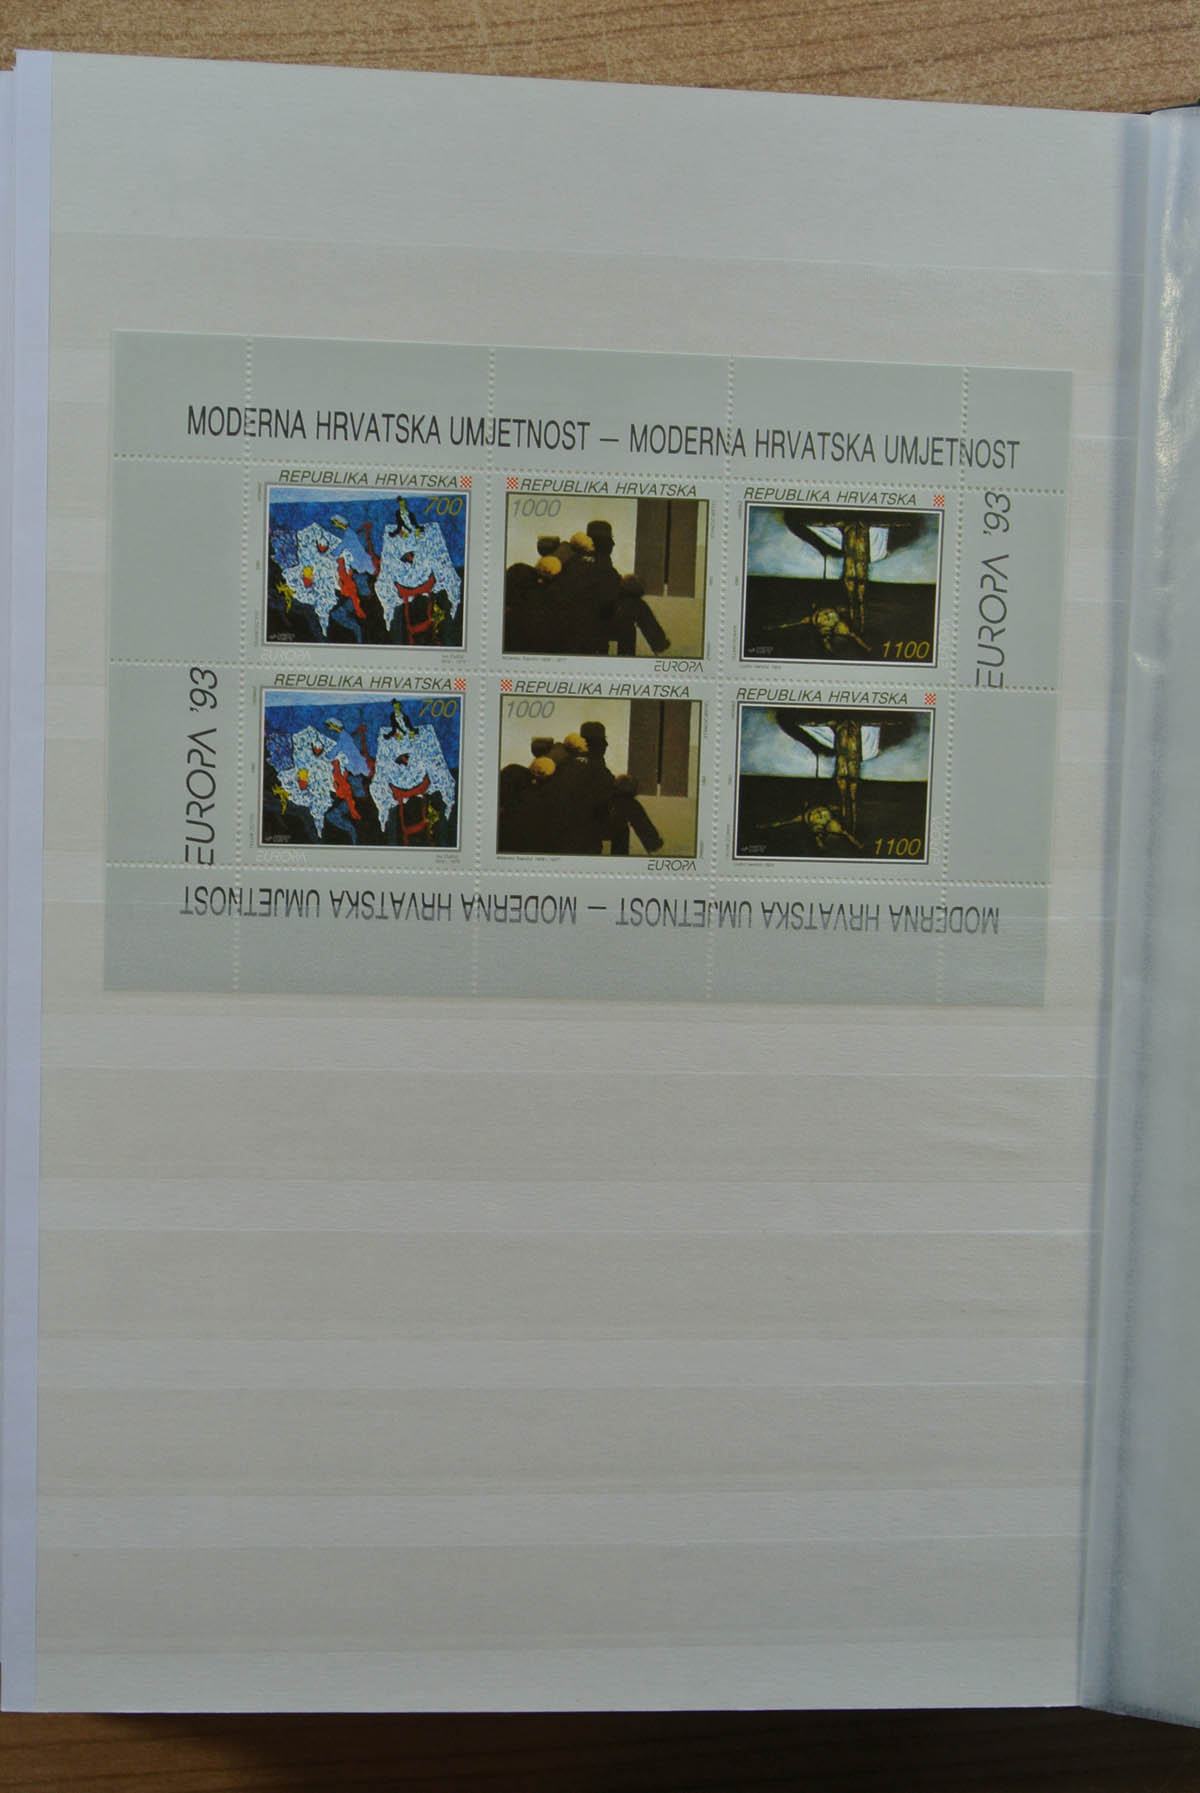 MODERNA HRVATSKA UMJETNOST – MODERNA HRVATSKA UMJETNOST
REPUBLIKA HRVATSKA
700
EUROPA
REPUBLIKA HRVATSKA
1000
EUROPA
REPUBLIKA HRVATSKA
1100
EUROPA '93
EUROPA '93
REPUBLIKA HRVATSKA
700
EUROPA
REPUBLIKA HRVATSKA
1000
EUROPA
REPUBLIKA HRVATSKA
1100
MODERNA HRVATSKA UMJETNOST – MODERNA HRVATSKA UMJETNOST